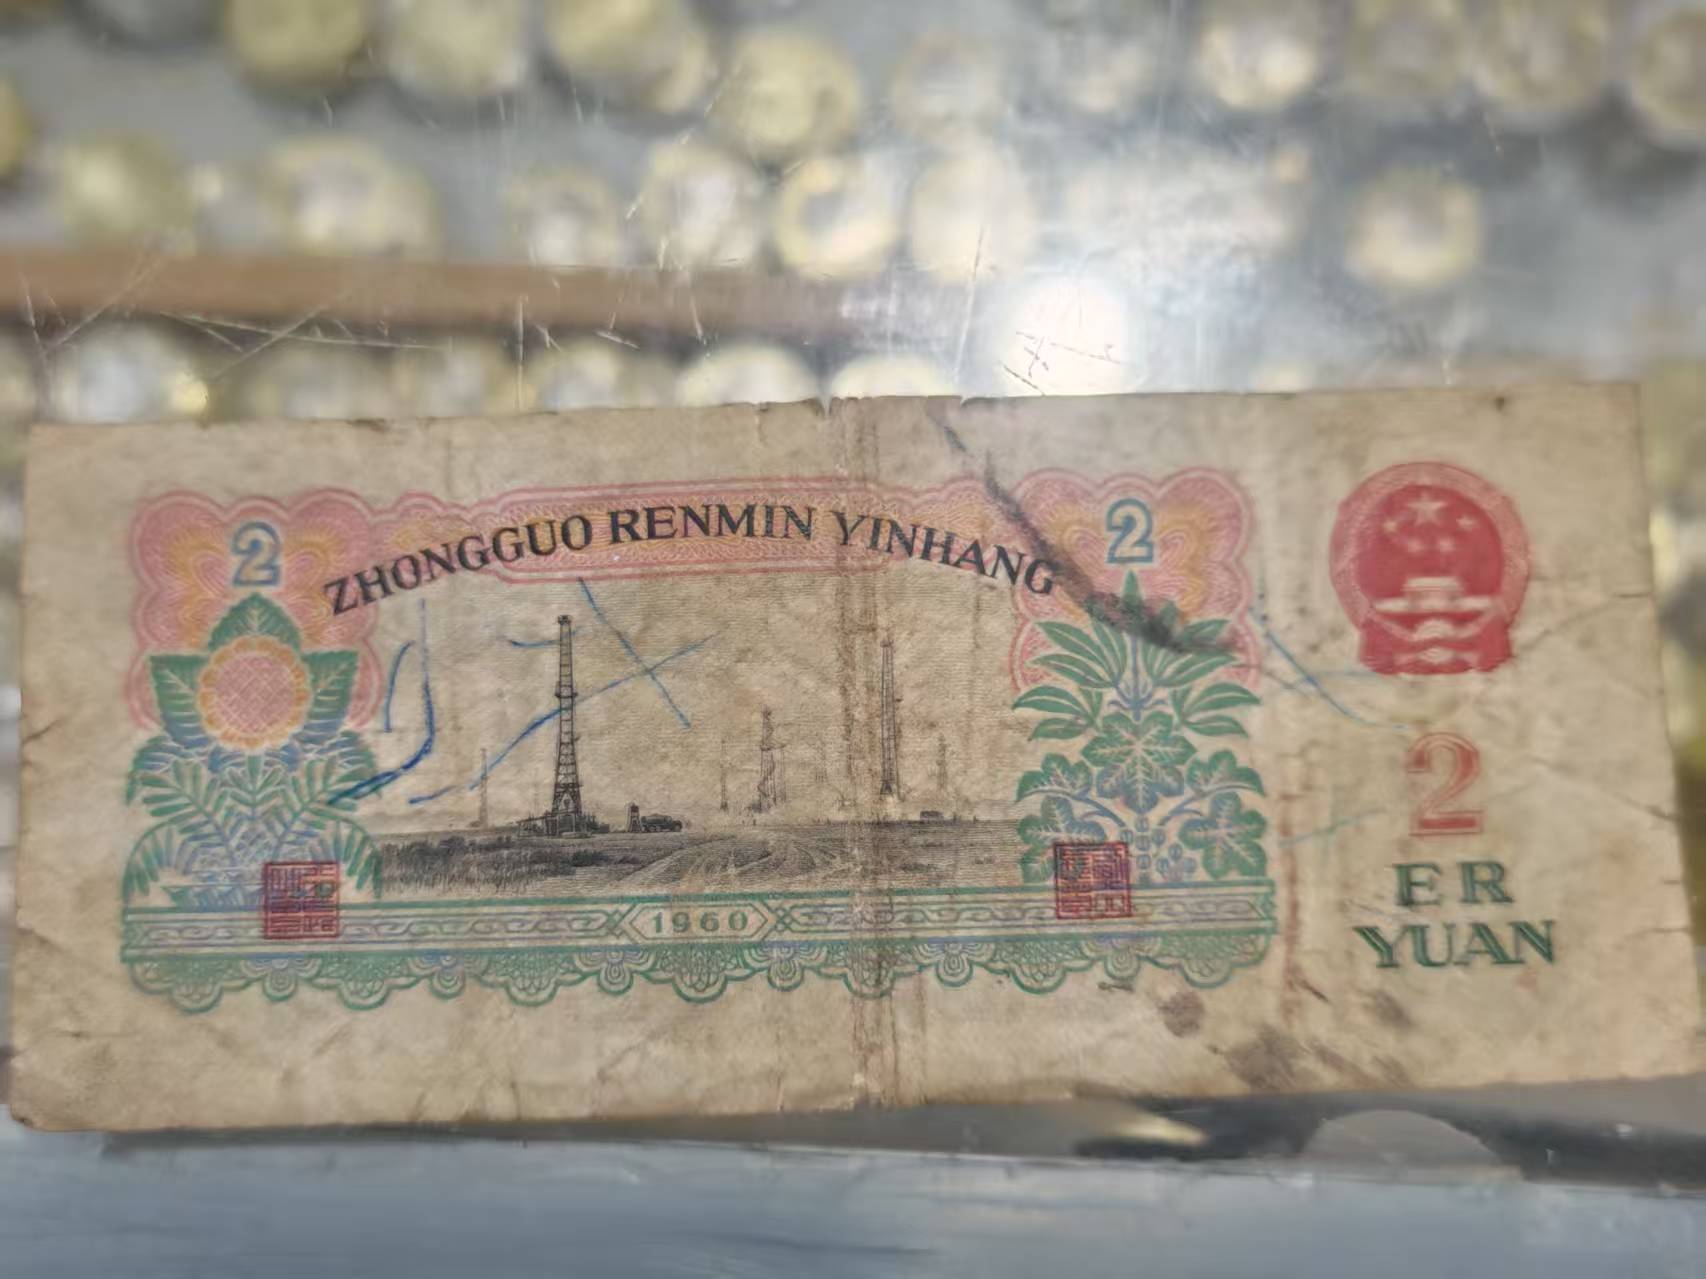 ZHONGGUO RENMIN YINHANG
2
2
2
ER
YUAN
1960